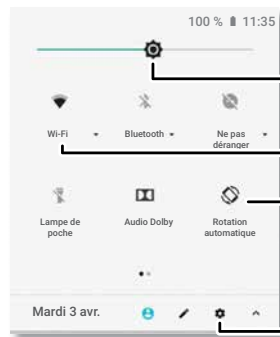 100 % 11:35
Wi-Fi Bluetooth Ne pas
déranger
Lampe de
poche Audio Dolby Rotation
automatique
Mardi 3 avr.